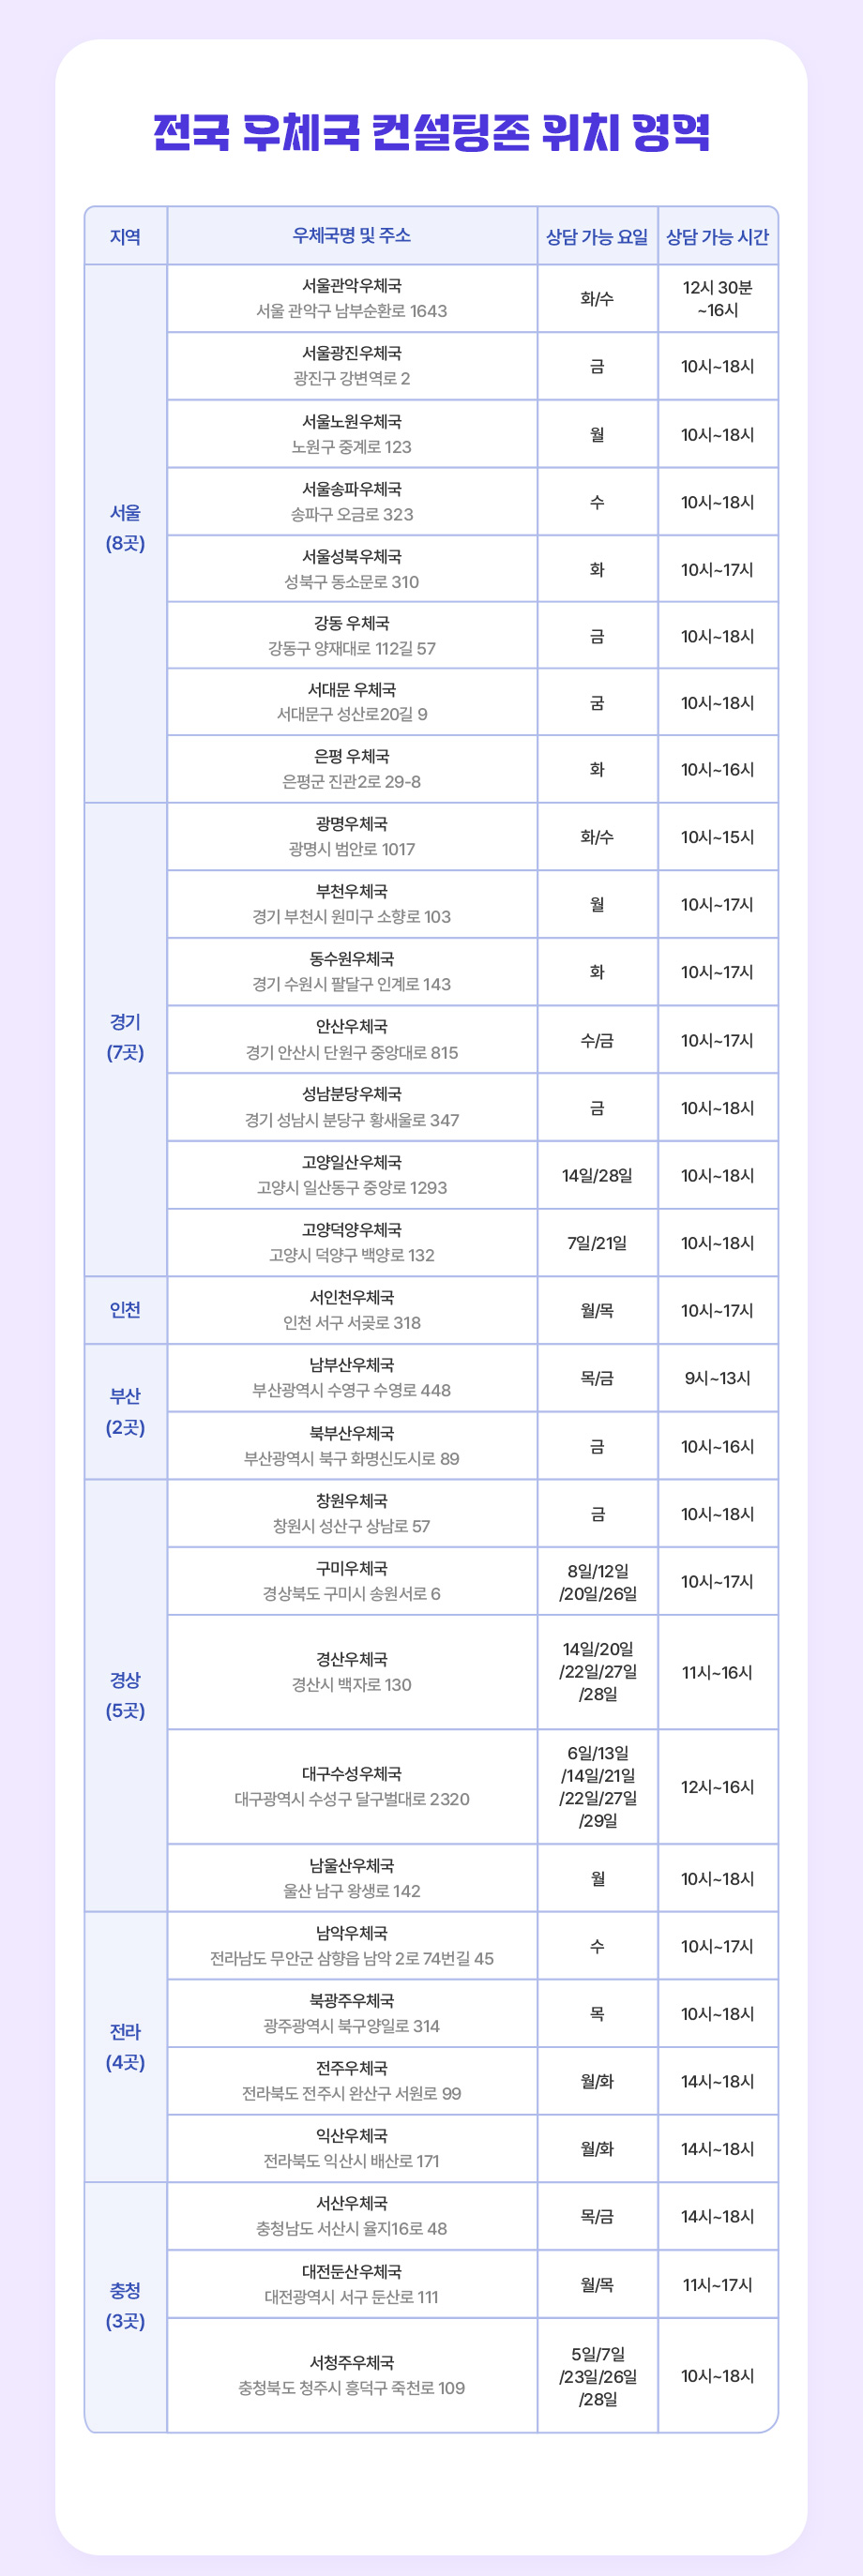 전국 우체국 컨설팅존 위치 영역
지역 우체국명 및 주소 상담 가능 요일 상담 가능 시간
서울
(8곳)
서울관악우체국
서울 관악구 남부순환로 1643
화/수
12시 30분
~16시
서울광진우체국
광진구 강변역로 2
금
10시~18시
서울노원우체국
노원구 중계로 123
월
10시~18시
서울송파우체국
송파구 오금로 323
수
10시~18시
서울성북우체국
성북구 동소문로 310
화
10시~17시
강동 우체국
강동구 양재대로 112길 57
금
10시~18시
서대문 우체국
서대문구 성산로20길 9
굼
10시~18시
은평 우체국
은평군 진관2로 29-8
화
10시~16시
경기
(7곳)
광명우체국
광명시 범안로 1017
화/수
10시~15시
부천우체국
경기 부천시 원미구 소향로 103
월
10시~17시
동수원우체국
경기 수원시 팔달구 인계로 143
화
10시~17시
안산우체국
경기 안산시 단원구 중앙대로 815
수/금
10시~17시
성남분당우체국
경기 성남시 분당구 황새울로 347
금
10시~18시
고양일산우체국
고양시 일산동구 중앙로 1293
14일/28일
10시~18시
고양덕양우체국
고양시 덕양구 백양로 132
7일/21일
10시~18시
인천
서인천우체국
인천 서구 서곶로 318
월/목
10시~17시
부산
(2곳)
남부산우체국
부산광역시 수영구 수영로 448
목/금
9시~13시
북부산우체국
부산광역시 북구 화명신도시로 89
금
10시~16시
경상
(5곳)
창원우체국
창원시 성산구 상남로 57
금
10시~18시
구미우체국
경상북도 구미시 송원서로 6
8일/12일
/20일/26일
10시~17시
경산우체국
경산시 백자로 130
14일/20일
/22일/27일
/28일
11시~16시
대구수성우체국
대구광역시 수성구 달구벌대로 2320
6일/13일
/14일/21일
/22일/27일
/29일
12시~16시
남울산우체국
울산 남구 왕생로 142
월
10시~18시
전라
(4곳)
남악우체국
전라남도 무안군 삼향읍 남악 2로 74번길 45
수
10시~17시
북광주우체국
광주광역시 북구양일로 314
목
10시~18시
전주우체국
전라북도 전주시 완산구 서원로 99
월/화
14시~18시
익산우체국
전라북도 익산시 배산로 171
월/화
14시~18시
충청
(3곳)
서산우체국
충청남도 서산시 율지16로 48
목/금
14시~18시
대전둔산우체국
대전광역시 서구 둔산로 111
월/목
11시~17시
서청주우체국
충청북도 청주시 흥덕구 죽천로 109
5일/7일
/23일/26일
/28일
10시~18시